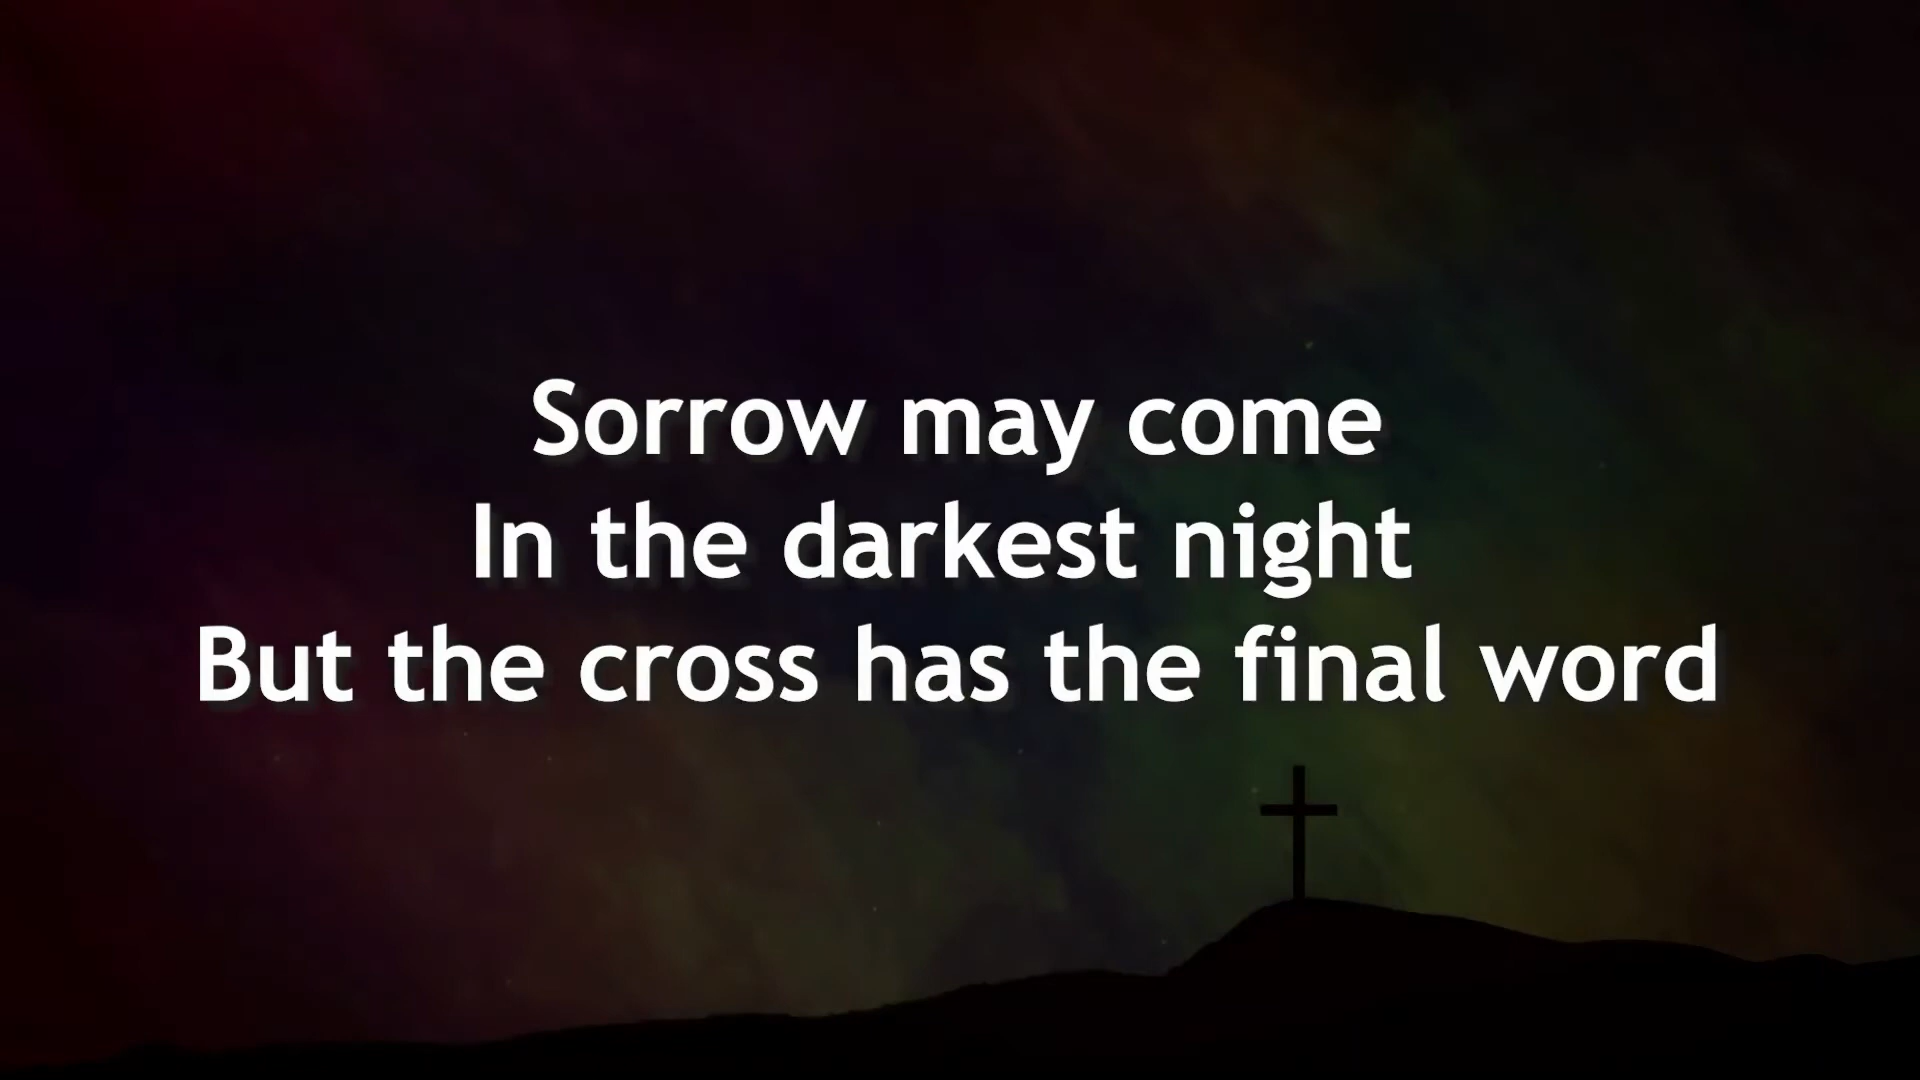 Sorrow may come
In the darkest night
But the cross has the final word